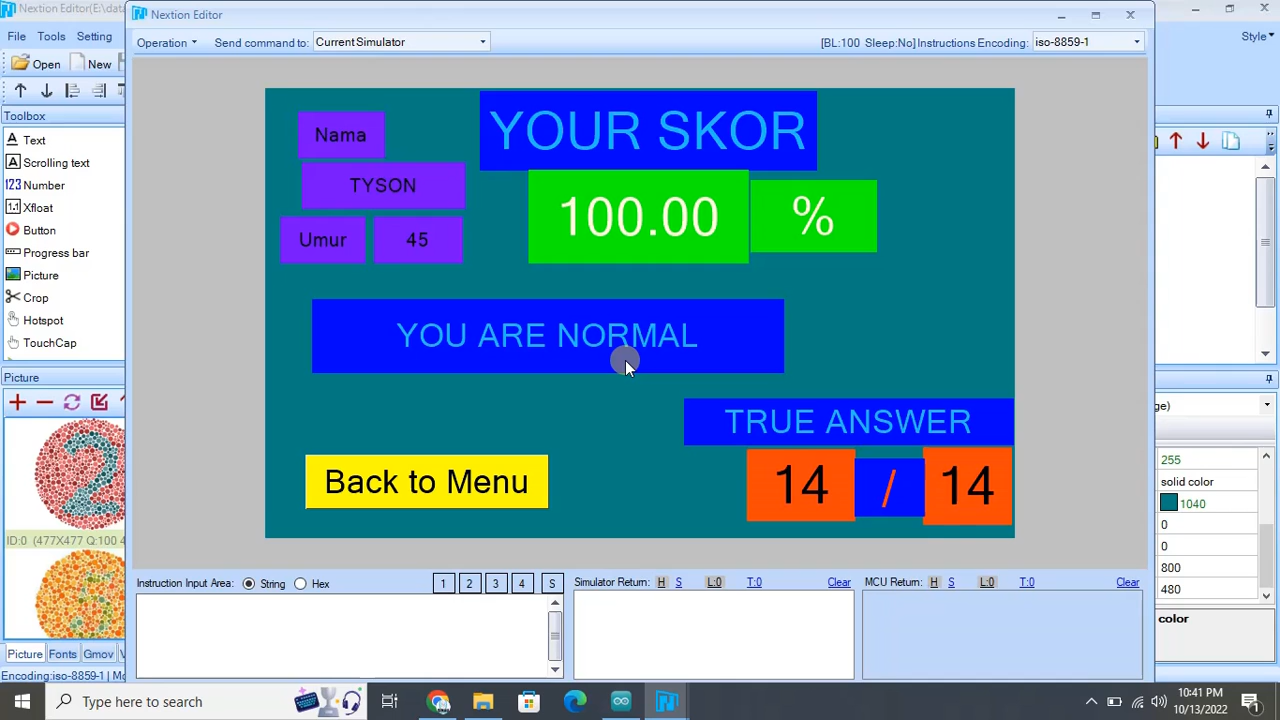 Nextion Editor (E:\data
Nextion Editor
File Tools Setting
Operation Send command to: Current Simulator [BL:100 Sleep:No] Instructions Encoding: iso-8859-1
Style
Open New
Toolbox
Text
Scrolling text
Number
Xfloat
Button
Progress bar
Picture
Crop
Hotspot
TouchCap
Picture
ID:0 (477X477 Q:100
Picture Fonts Gmov V
Encoding:iso-8859-1 | Mo
YOUR SKOR
Nama
TYSON
Umur 45
100.00 %
YOU ARE NORMAL
TRUE ANSWER
Back to Menu
14 / 14
ge)
255
solid color
1040
0
0
800
480
color
Instruction Input Area: String Hex 1 2 3 4 S
Simulator Return: H S L:0 T:0 Clear
MCU Return: H S L:0 T:0 Clear
Type here to search
10:41 PM
10/13/2022
1